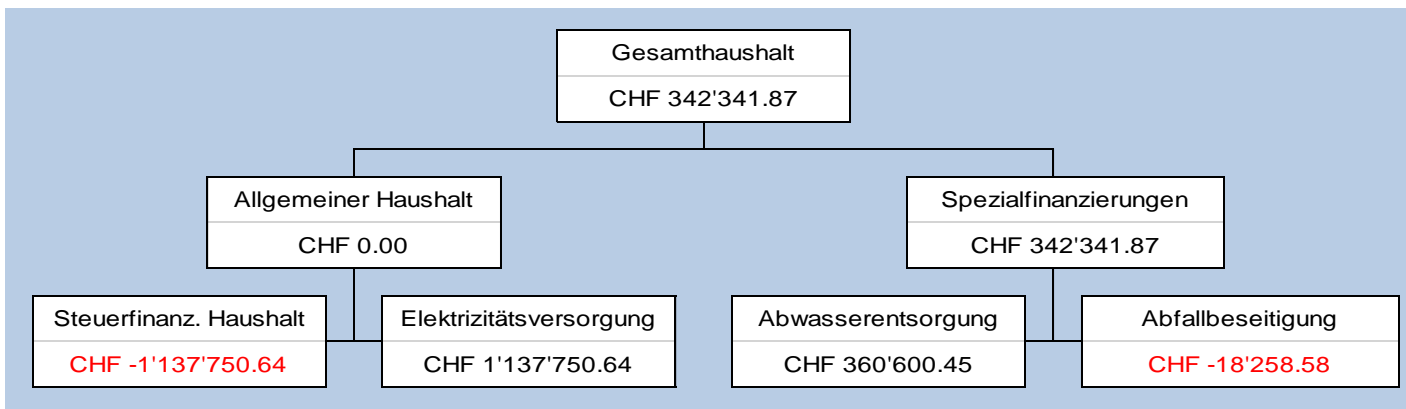 Gesamthaushalt
CHF 342'341.87
Allgemeiner Haushalt
CHF 0.00
Spezialfinanzierungen
CHF 342'341.87
Steuerfinanz. Haushalt
CHF -1'137'750.64
Elektrizitätsversorgung
CHF 1'137'750.64
Abwasserentsorgung
CHF 360'600.45
Abfallbeseitigung
CHF -18'258.58